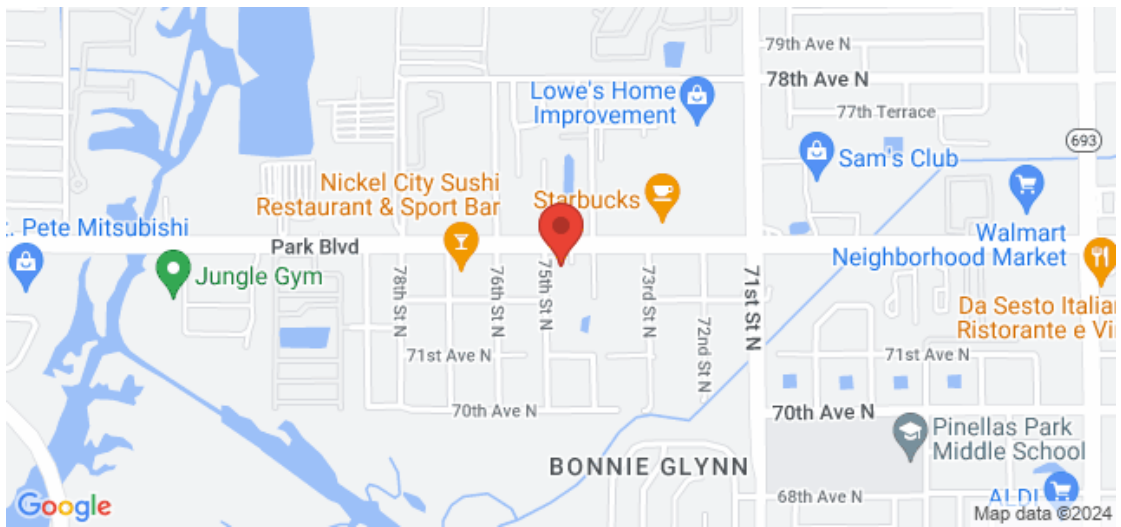 79th Ave N
78th Ave N
Lowe's Home
Improvement
77th Terrace
693
Sam's Club
Nickel City Sushi
Restaurant & Sport Bar
Starbucks
t. Pete Mitsubishi
Park Blvd
Walmart
Neighborhood Market
Jungle Gym
78th St N
76th St N
75th St N
73rd St N
72nd St N
71st St N
Da Sesto Italian
Ristorante e Vi
71st Ave N
71st Ave N
70th Ave N
70th Ave N
Pinellas Park
Middle School
BONNIE GLYNN
68th Ave N
ALDI
Google
Map data ©2024